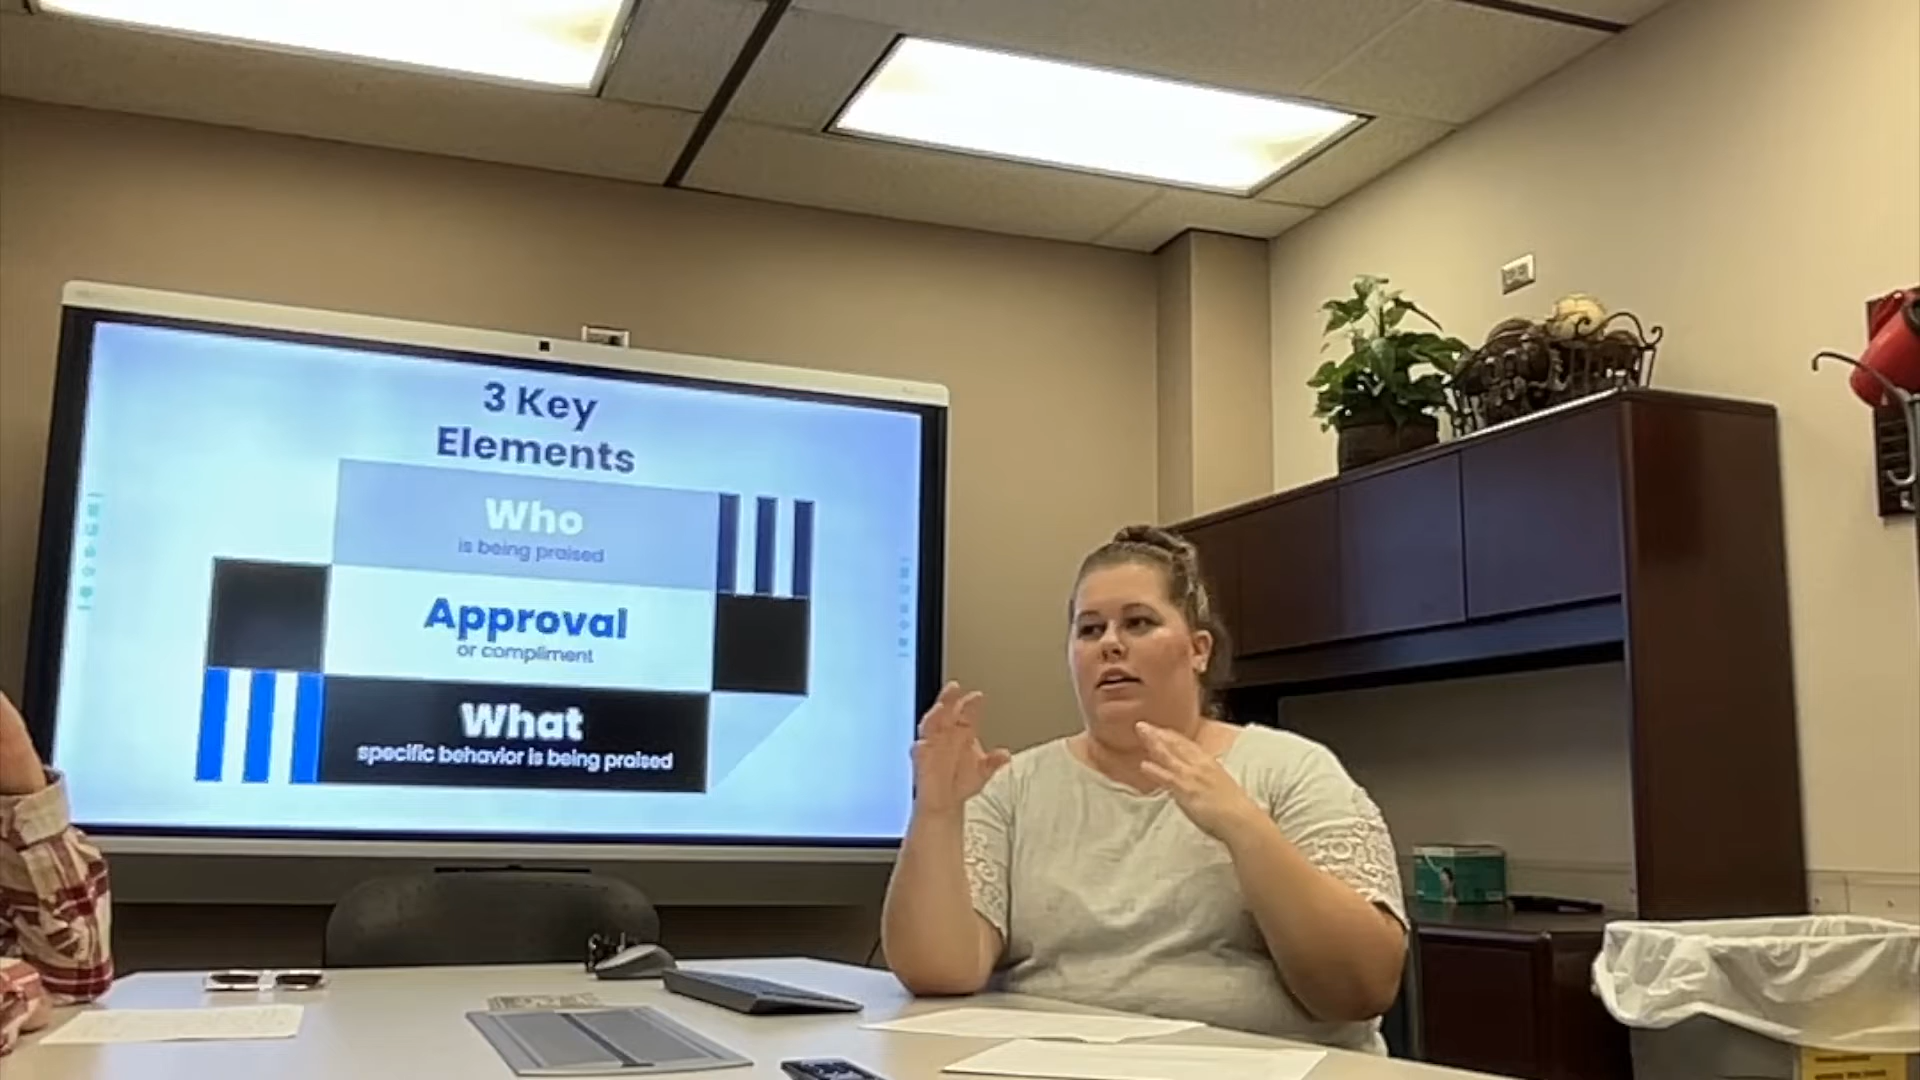 3 Key
Elements
Who
is being praised
Approval
or compliment
What
specific behavior is being praised